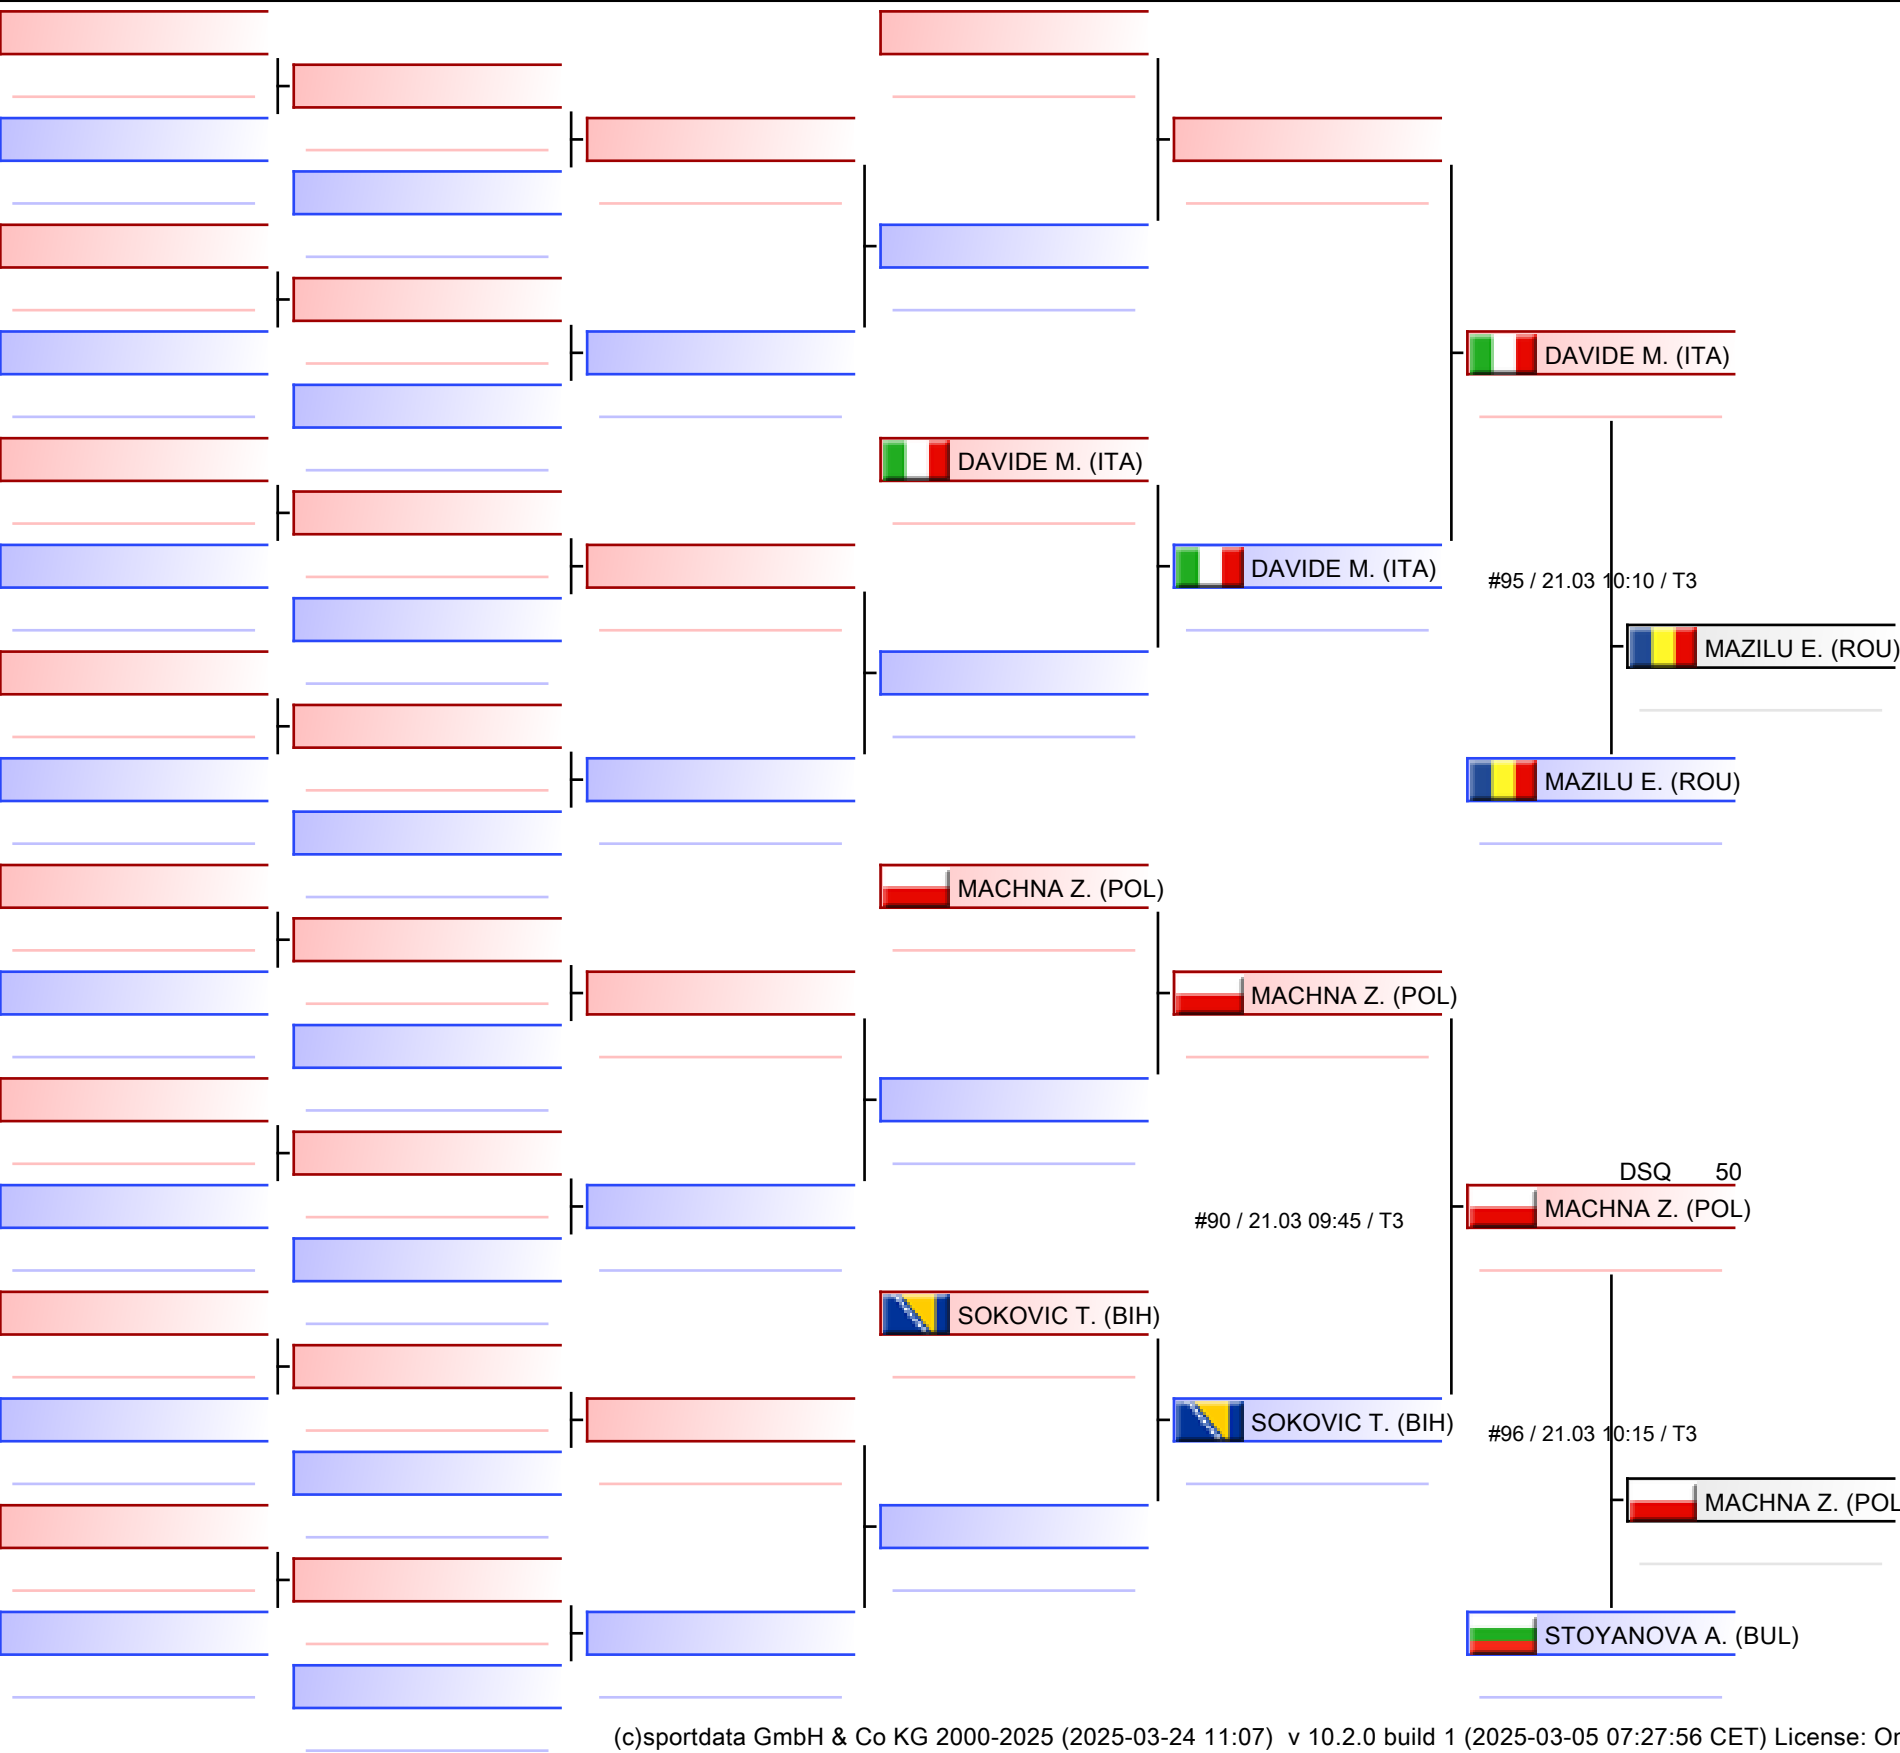 DAVIDE M. (ITA)
DAVIDE M. (ITA)
DAVIDE M. (ITA)
#95 / 21.03 10:10 / T3
MAZILU E. (ROU)
MAZILU E. (ROU)
MACHNA Z. (POL)
MACHNA Z. (POL)
DSQ 50
MACHNA Z. (POL)
#90 / 21.03 09:45 / T3
SOKOVIC T. (BIH)
SOKOVIC T. (BIH)
#96 / 21.03 10:15 / T3
MACHNA Z. (POL
STOYANOVA A. (BUL)
(c)sportdata GmbH & Co KG 2000-2025 (2025-03-24 11:07) v 10.2.0 build 1 (2025-03-05 07:27:56 CET) License: